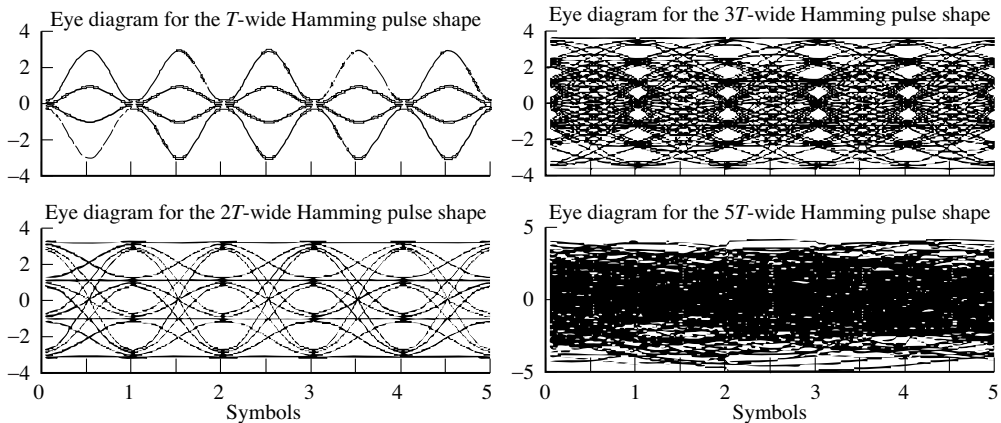 Eye diagram for the T-wide Hamming pulse shape
4
2
0
−2
−4
Eye diagram for the 2T-wide Hamming pulse shape
4
2
0
−2
−4
0 1 2 3 4 5
Symbols
Eye diagram for the 3T-wide Hamming pulse shape
4
2
0
−2
−4
Eye diagram for the 5T-wide Hamming pulse shape
5
0
−5
0 1 2 3 4 5
Symbols